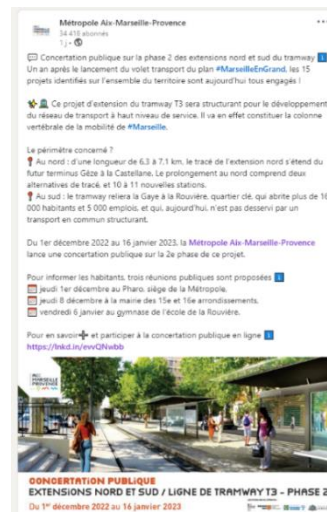 Métropole Aix-Marseille-Provence
34 418 abonnés
1 j •
Concertation publique sur la phase 2 des extensions nord et sud du tramway
Un an après le lancement du volet transport du plan #MarseilleEnGrand, les 15
projets identifiés sur l'ensemble du territoire sont aujourd'hui tous engagés !
Ce projet d'extension du tramway T3 sera structurant pour le développement
du réseau de transport à haut niveau de service. Il va en effet constituer la colonne
vertébrale de la mobilité de #Marseille.
Le périmètre concerné ?
Au nord : d'une longueur de 6,3 à 7,1 km, le tracé de l'extension nord s'étend du
futur terminus Gèze à la Castellane. Le prolongement au nord comprend deux
alternatives de tracé, et 10 à 11 nouvelles stations.
Au sud : le tramway reliera la Gaye à la Rouvière, quartier clé, qui abrite plus de 16
000 habitants et 5 000 emplois, et qui, aujourd'hui, n'est pas desservi par un
transport en commun structurant.
Du 1er décembre 2022 au 16 janvier 2023, la Métropole Aix-Marseille-Provence
lance une concertation publique sur la 2e phase de ce projet.
Pour informer les habitants, trois réunions publiques sont proposées
jeudi 1er décembre au Pharo, siège de la Métropole,
jeudi 8 décembre à la mairie des 15e et 16e arrondissements,
vendredi 6 janvier au gymnase de l'école de la Rouvière.
Pour en savoir et participer à la concertation publique en ligne
https://lnkd.in/evvQNwbb
AIX
MARSEILLE
PROVENCE
CONCERTATION PUBLIQUE
EXTENSIONS NORD ET SUD / LIGNE DE TRAMWAY T3 - PHASE 2
Du 1er décembre 2022 au 16 janvier 2023